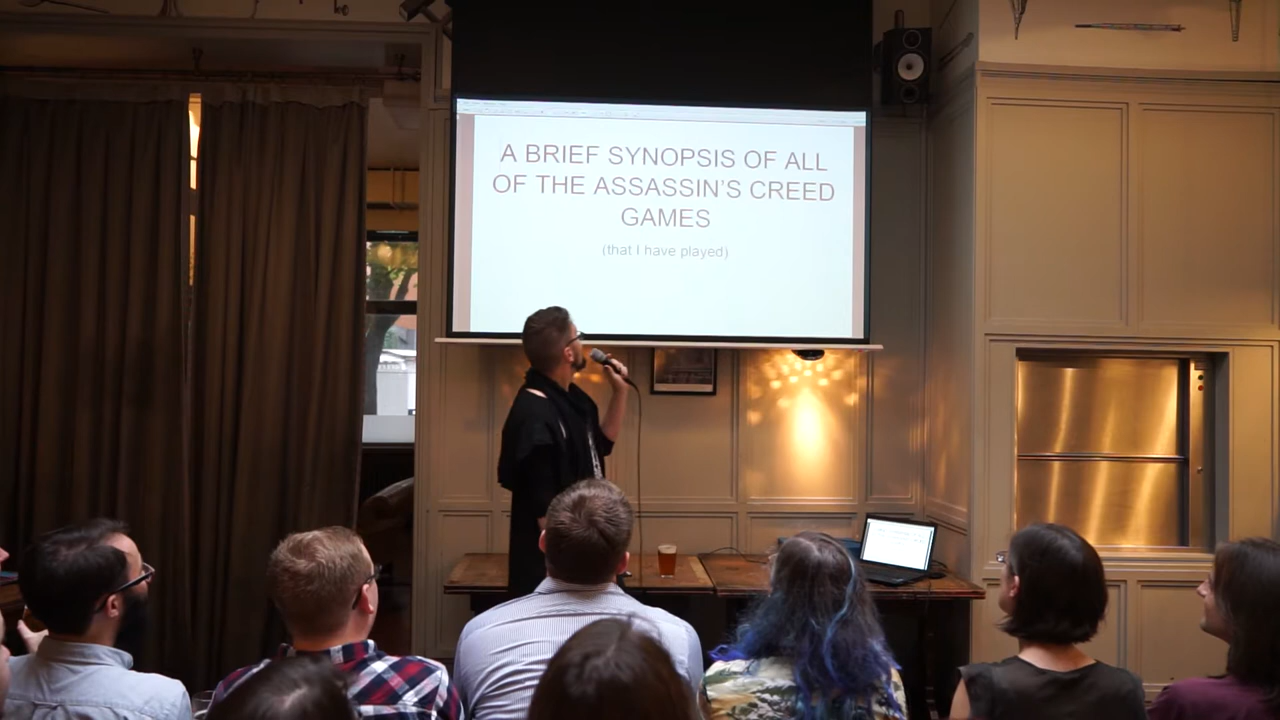 A BRIEF SYNOPSIS OF ALL
OF THE ASSASSIN'S CREED
GAMES
(that I have played)